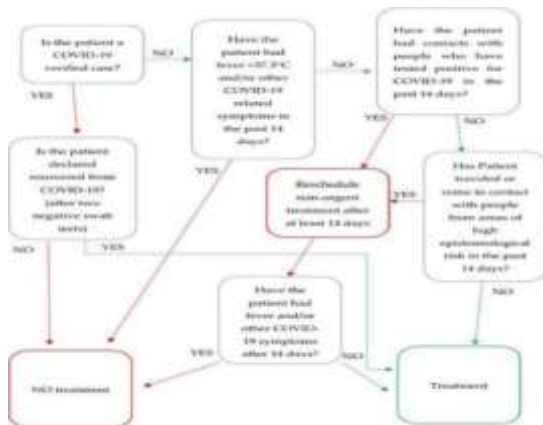 Is the patient a
COVID-19
verified case?
NO
Have the
patient had
fever >37.5°C
and/or other
COVID-19
related
symptoms in
the past 14
days?
NO
Have the patient
had contacts with
people who have
tested positive for
COVID-19 in the
past 14 days?
YES
YES
NO
Is the patient
declared
recovered from
COVID-19?
(after two
negative swab
tests)
YES
Reschedule
non-urgent
treatment after
at least 14 days
YES
Has Patient
traveled or
come in contact
with people
from areas of
high
epidemiological
risk in the past
14 days?
NO
YES
NO
Have the
patient had
fever and/or
other COVID-
19 symptoms
after 14 days?
YES
NO
NO treatment
Treatment